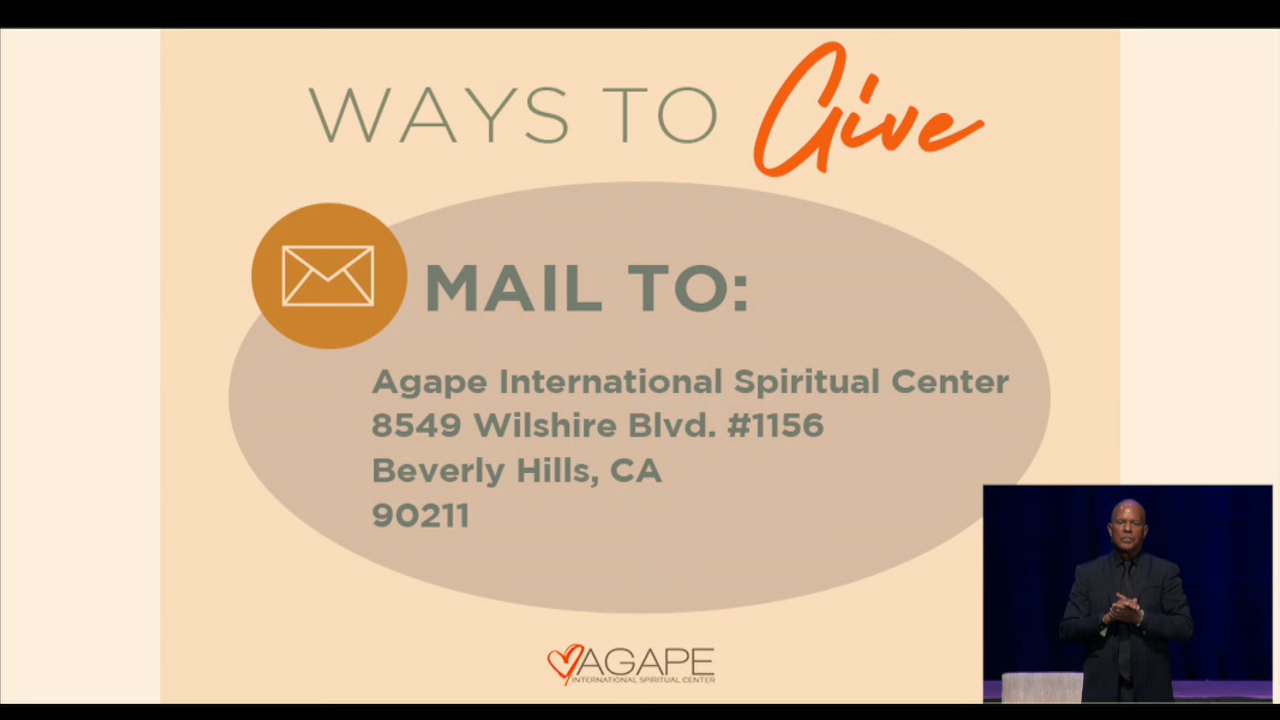 WAYS TO Give
MAIL TO:
Agape International Spiritual Center
8549 Wilshire Blvd. #1156
Beverly Hills, CA
90211
AGAPE
INTERNATIONAL SPIRITUAL CENTER